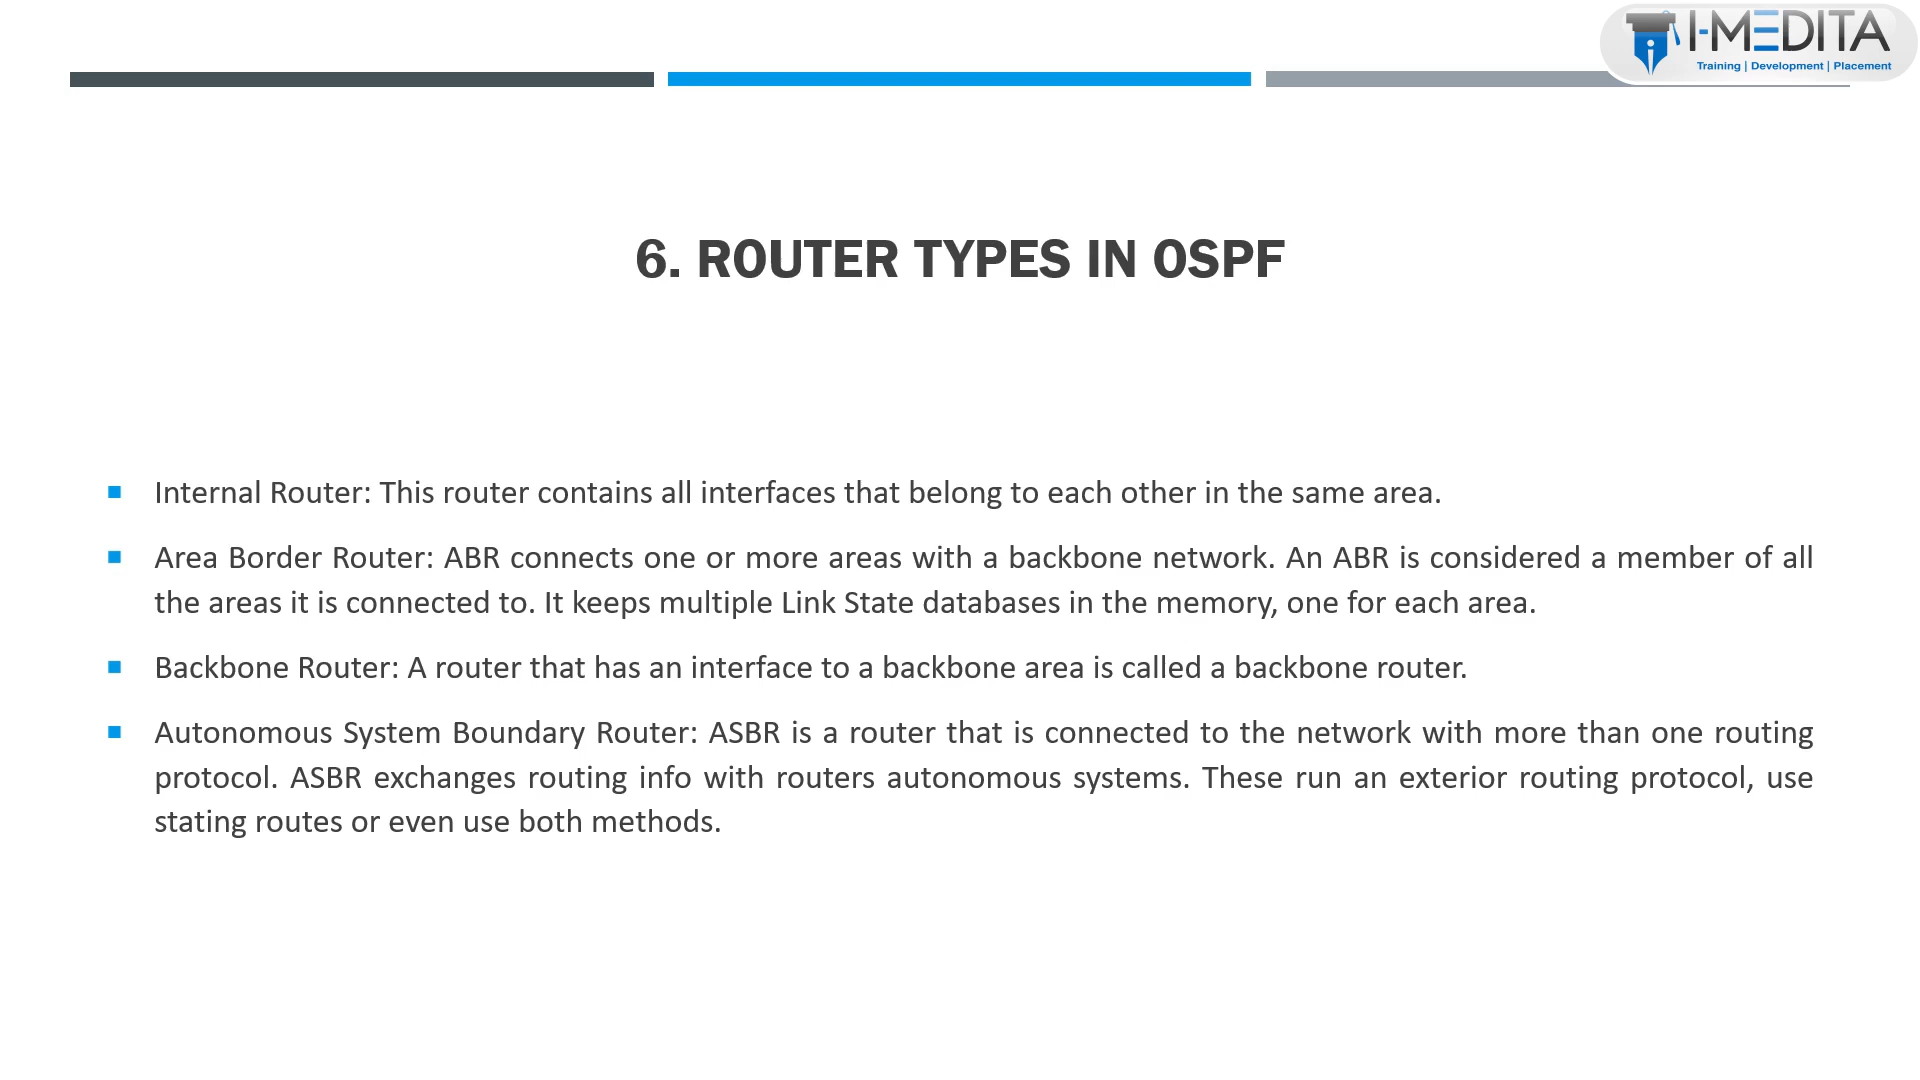 I-MEDITA
Training | Development | Placement
6. ROUTER TYPES IN OSPF
Internal Router: This router contains all interfaces that belong to each other in the same area.
Area Border Router: ABR connects one or more areas with a backbone network. An ABR is considered a member of all
the areas it is connected to. It keeps multiple Link State databases in the memory, one for each area.
Backbone Router: A router that has an interface to a backbone area is called a backbone router.
Autonomous System Boundary Router: ASBR is a router that is connected to the network with more than one routing
protocol. ASBR exchanges routing info with routers autonomous systems. These run an exterior routing protocol, use
stating routes or even use both methods.